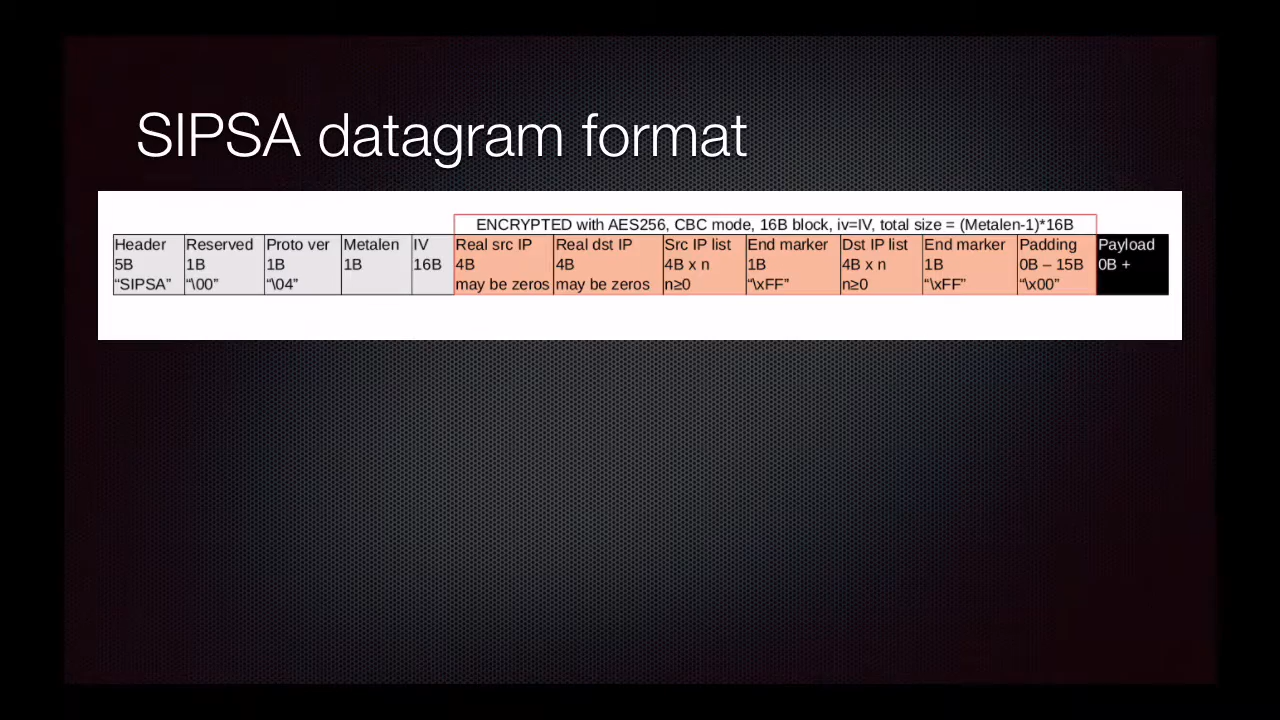 SIPSA datagram format
ENCRYPTED with AES256, CBC mode, 16B block, iv=IV, total size = (Metalen-1)*16B
Header Reserved Proto ver Metalen IV Real src IP Real dst IP Src IP list End marker Dst IP list End marker Padding Payload
5B 1B 1B 1B 16B 4B 4B 4B x n 1B 4B x n 1B 0B – 15B 0B +
“SIPSA” “\00” “\04” may be zeros may be zeros n≥0 “\xFF” n≥0 “\xFF” “\x00”